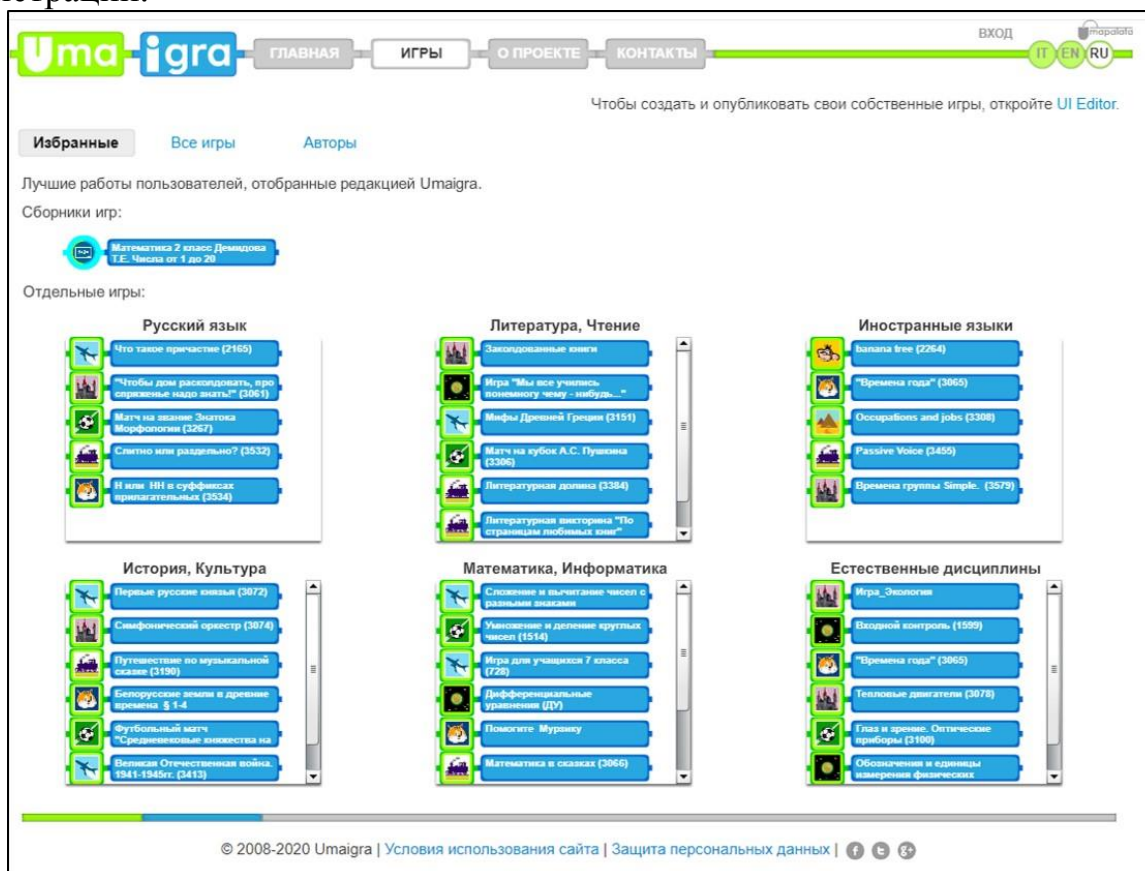 Uma igra ГЛАВНАЯ ИГРЫ О ПРОЕКТЕ КОНТАКТЫ ВХОД mapalata IT EN RU
Чтобы создать и опубликовать свои собственные игры, откройте UI Editor.
Избранные Все игры Авторы
Лучшие работы пользователей, отобранные редакцией Umaigra.
Сборники игр:
Математика 2 класс Демидова
Т.Е. Числа от 1 до 20
Отдельные игры:
Русский язык
Что такое причастие (2165)
"Чтобы дом расколдовать, про
спряженье надо знать!" (3061)
Матч на звание Знатока
Морфологии (3267)
Слитно или раздельно? (3532)
Н или НН в суффиксах
прилагательных (3534)
Литература, Чтение
Заколдованные книги
Игра "Мы все учились
понемногу чему - нибудь..."
Мифы Древней Греции (3151)
Матч на кубок А.С. Пушкина
(3306)
Литературная долина (3384)
Литературная викторина "По
страницам любимых книг"
Иностранные языки
banana tree (2264)
"Времена года" (3065)
Occupations and jobs (3308)
Passive Voice (3455)
Времена группы Simple. (3579)
История, Культура
Первые русские князья (3072)
Симфонический оркестр (3074)
Путешествие по музыкальной
сказке (3190)
Белорусские земли в древние
времена § 1-4
Футбольный матч
"Средневековые княжества на
Великая Отечественная война.
1941-1945гг. (3413)
Математика, Информатика
Сложение и вычитание чисел с
разными знаками
Умножение и деление круглых
чисел (1514)
Игра для учащихся 7 класса
(728)
Дифференциальные
уравнения (ДУ)
Помогите Мурзику
Математика в сказках (3066)
Естественные дисциплины
Игра_Экология
Входной контроль (1599)
"Времена года" (3065)
Тепловые двигатели (3078)
Глаз и зрение. Оптические
приборы (3100)
Обозначения и единицы
измерения физических
© 2008-2020 Umaigra | Условия использования сайта | Защита персональных данных |